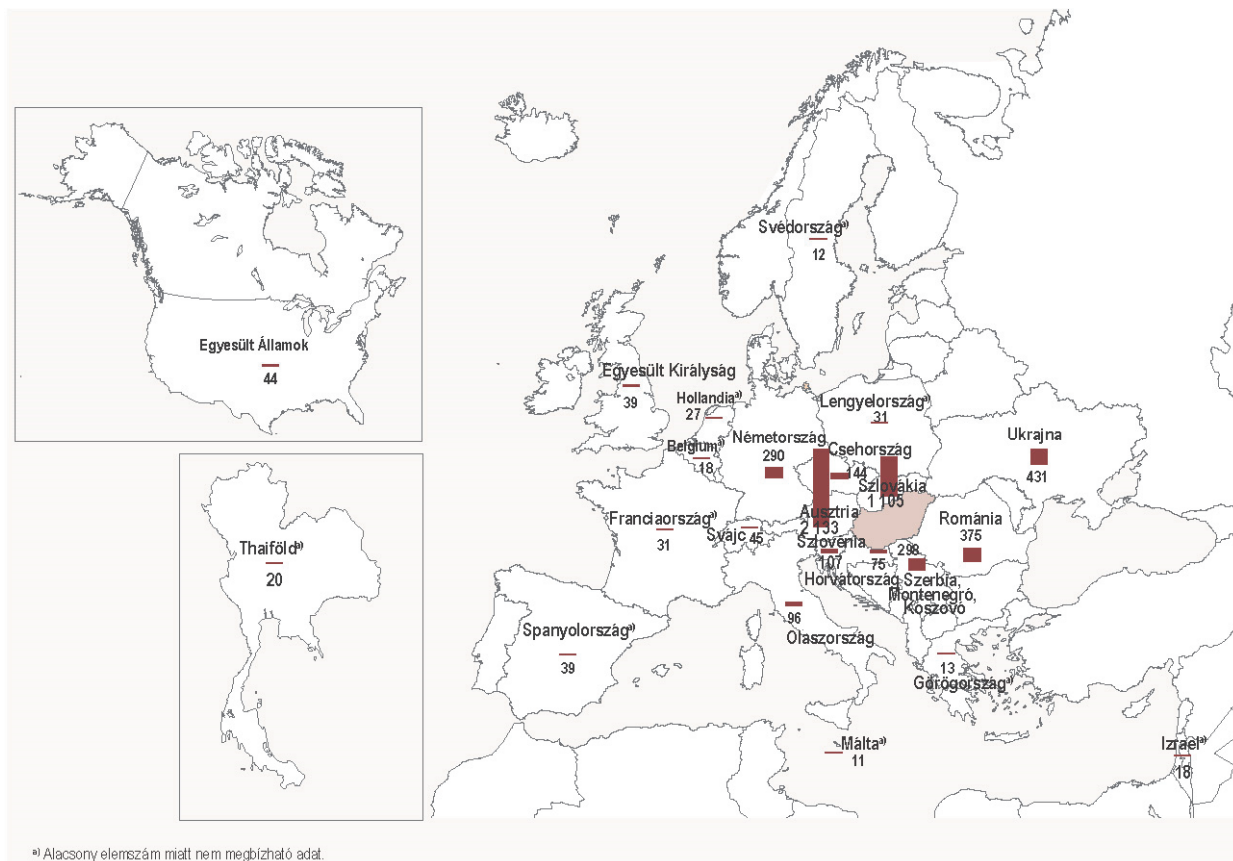 Svédország a)
12
Egyesült Államok
44
Egyesült Királyság
39
Hollandia a)
27
Lengyelország a)
31
Németország
290
Belgium a)
18
Csehország
144
Ukrajna
431
Szlovákia
1 105
Ausztria
2 133
Franciaország a)
31
Svájc 45
Szlovénia
107
Románia
375
Thaiföld a)
20
75
Horvátország
298
Szerbia,
Montenegró,
Koszovó
96
Olaszország
Spanyolország a)
39
13
Görögország a)
Málta a)
11
Izrael a)
18
a) Alacsony elemszám miatt nem megbízható adat.